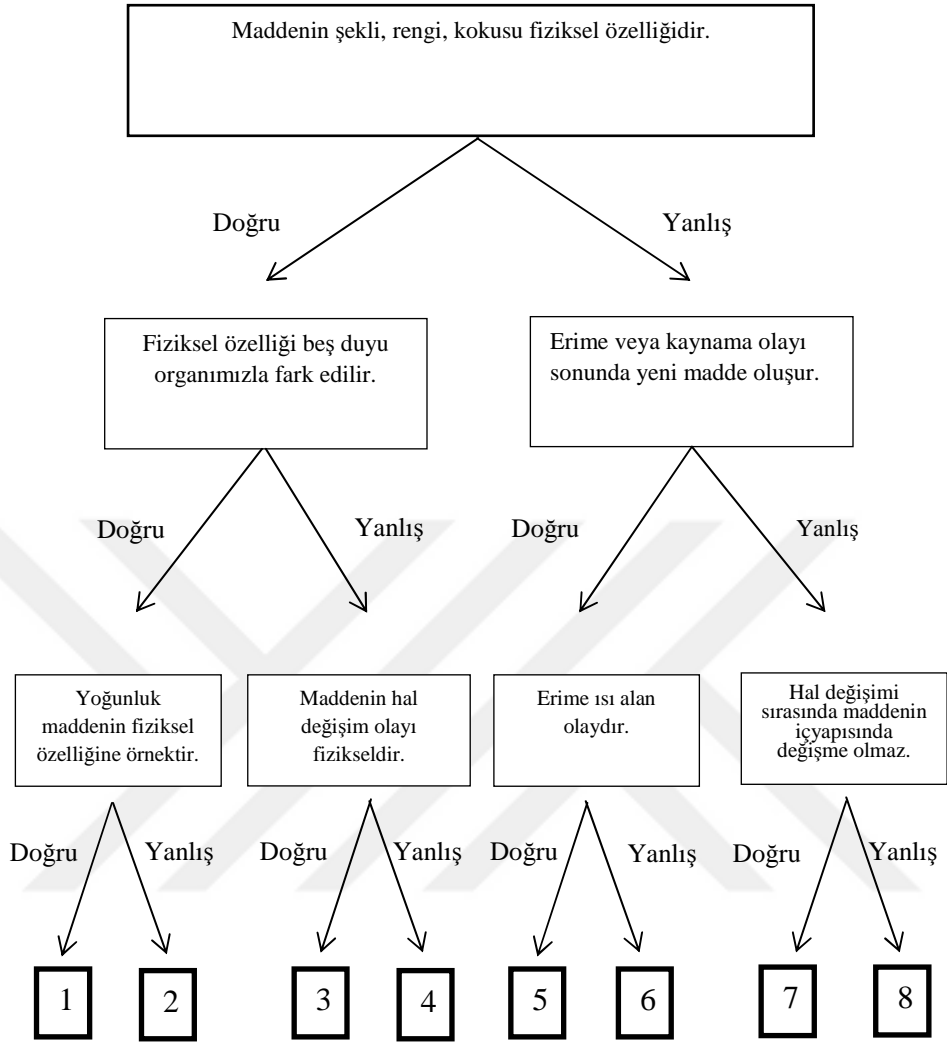 Maddenin şekli, rengi, kokusu fiziksel özelliğidir.
Doğru
Yanlış
Fiziksel özelliği beş duyu
organımızla fark edilir.
Erime veya kaynama olayı
sonunda yeni madde oluşur.
Doğru
Yanlış
Doğru
Yanlış
Yoğunluk
maddenin fiziksel
özelliğine örnektir.
Maddenin hal
değişim olayı
fizikseldir.
Erime ısı alan
olaydır.
Hal değişimi
sırasında maddenin
içyapısında
değişme olmaz.
Doğru
Yanlış
Doğru
Yanlış
Doğru
Yanlış
Doğru
Yanlış
1
2
3
4
5
6
7
8